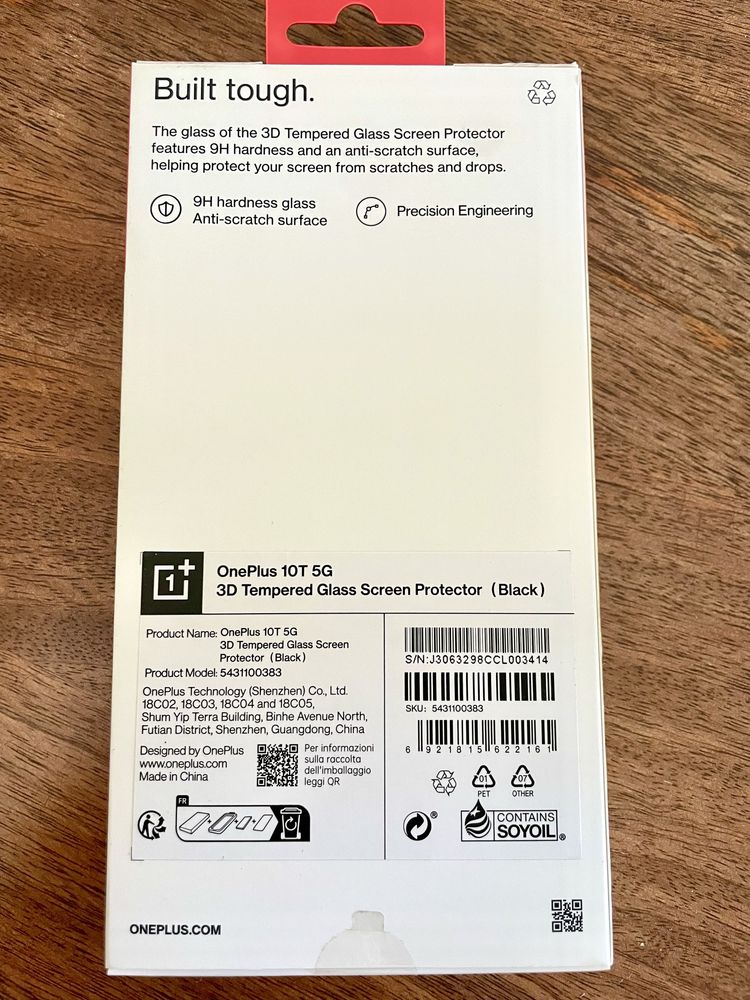 Built tough.
The glass of the 3D Tempered Glass Screen Protector
features 9H hardness and an anti-scratch surface,
helping protect your screen from scratches and drops.
9H hardness glass
Anti-scratch surface
Precision Engineering
1+
OnePlus 10T 5G
3D Tempered Glass Screen Protector (Black)
Product Name: OnePlus 10T 5G
3D Tempered Glass Screen
Protector (Black)
Product Model: 5431100383
OnePlus Technology (Shenzhen) Co., Ltd.
18C02, 18C03, 18C04 and 18C05,
Shum Yip Terra Building, Binhe Avenue North,
Futian District, Shenzhen, Guangdong, China
Designed by OnePlus
www.oneplus.com
Made in China
Per informazioni
sulla raccolta
dell'imballaggio
leggi QR
FR
S/N:J3063298CCL003414
SKU: 5431100383
6 921815 622161
01
PET
07
OTHER
®
CONTAINS
SOYOIL®
ONEPLUS.COM